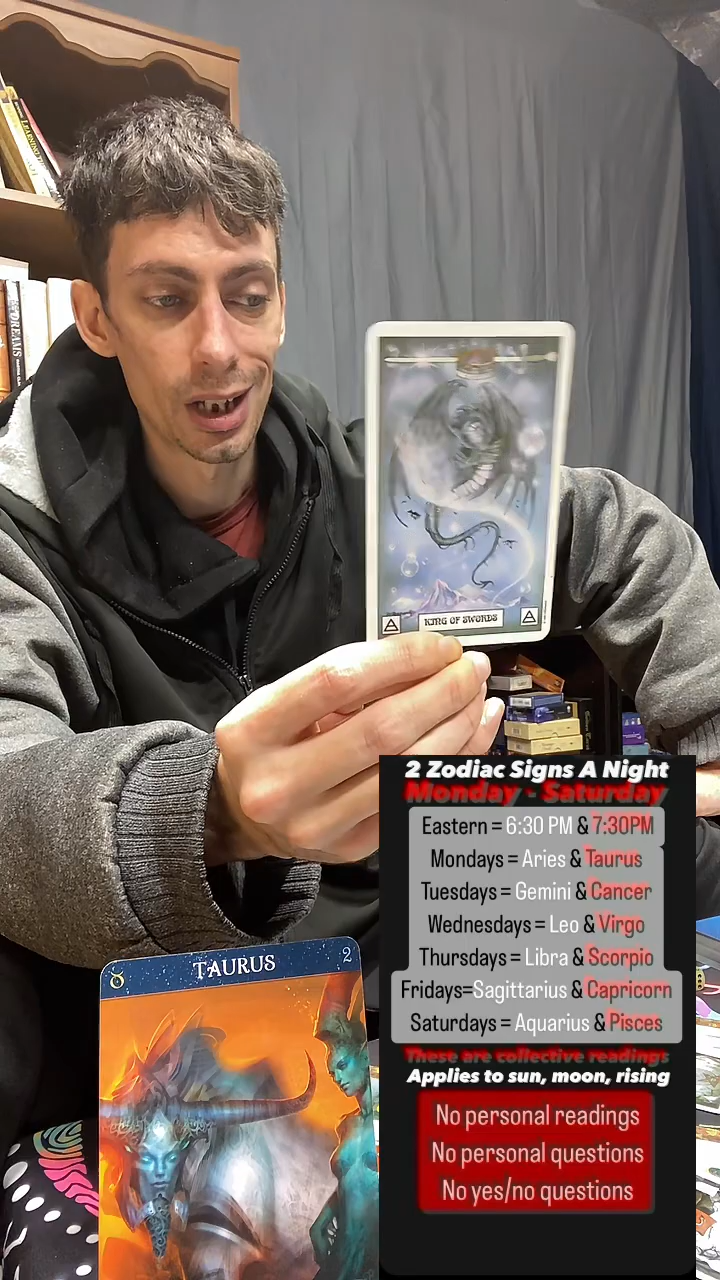 DREAMS
KING OF SWORDS
2 Zodiac Signs A Night
Monday - Saturday
Eastern = 6:30 PM & 7:30PM
Mondays = Aries & Taurus
Tuesdays = Gemini & Cancer
Wednesdays = Leo & Virgo
Thursdays = Libra & Scorpio
Fridays=Sagittarius & Capricorn
Saturdays = Aquarius & Pisces
These are collective readings
Applies to sun, moon, rising
No personal readings
No personal questions
No yes/no questions
♉ TAURUS 2